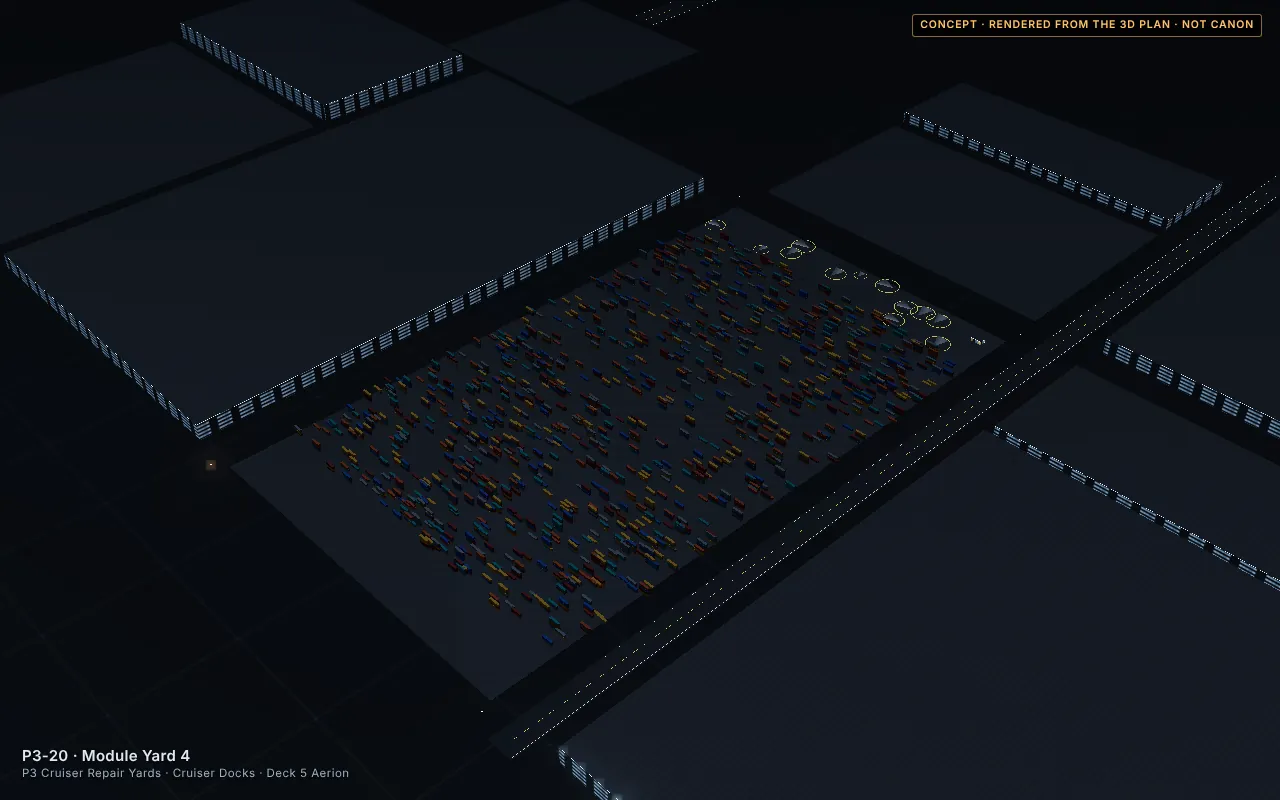 CONCEPT · RENDERED FROM THE 3D PLAN · NOT CANON
P3-20 · Module Yard 4
P3 Cruiser Repair Yards · Cruiser Docks · Deck 5 Aerion